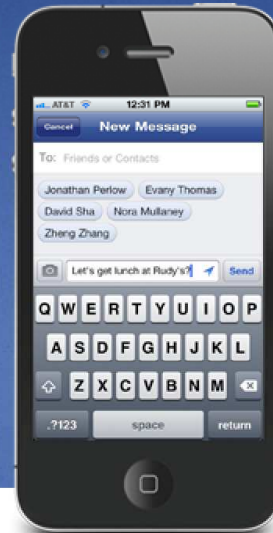 AT&T 12:31 PM
Cancel New Message
To: Friends or Contacts
Jonathan Perlow Evany Thomas
David Sha Nora Mullaney
Zheng Zhang
Let's get lunch at Rudy's? Send
Q W E R T Y U I O P
A S D F G H J K L
Z X C V B N M
.?123 space return